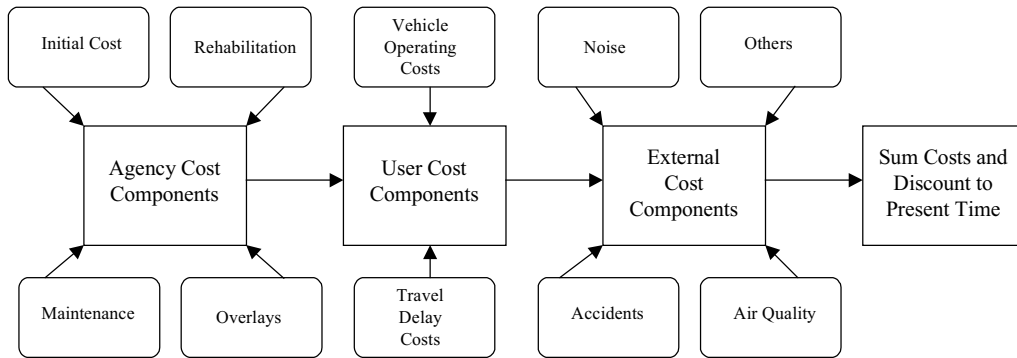 Initial Cost
Rehabilitation
Vehicle
Operating
Costs
Noise
Others
Agency Cost
Components
User Cost
Components
External
Cost
Components
Sum Costs and
Discount to
Present Time
Maintenance
Overlays
Travel
Delay
Costs
Accidents
Air Quality